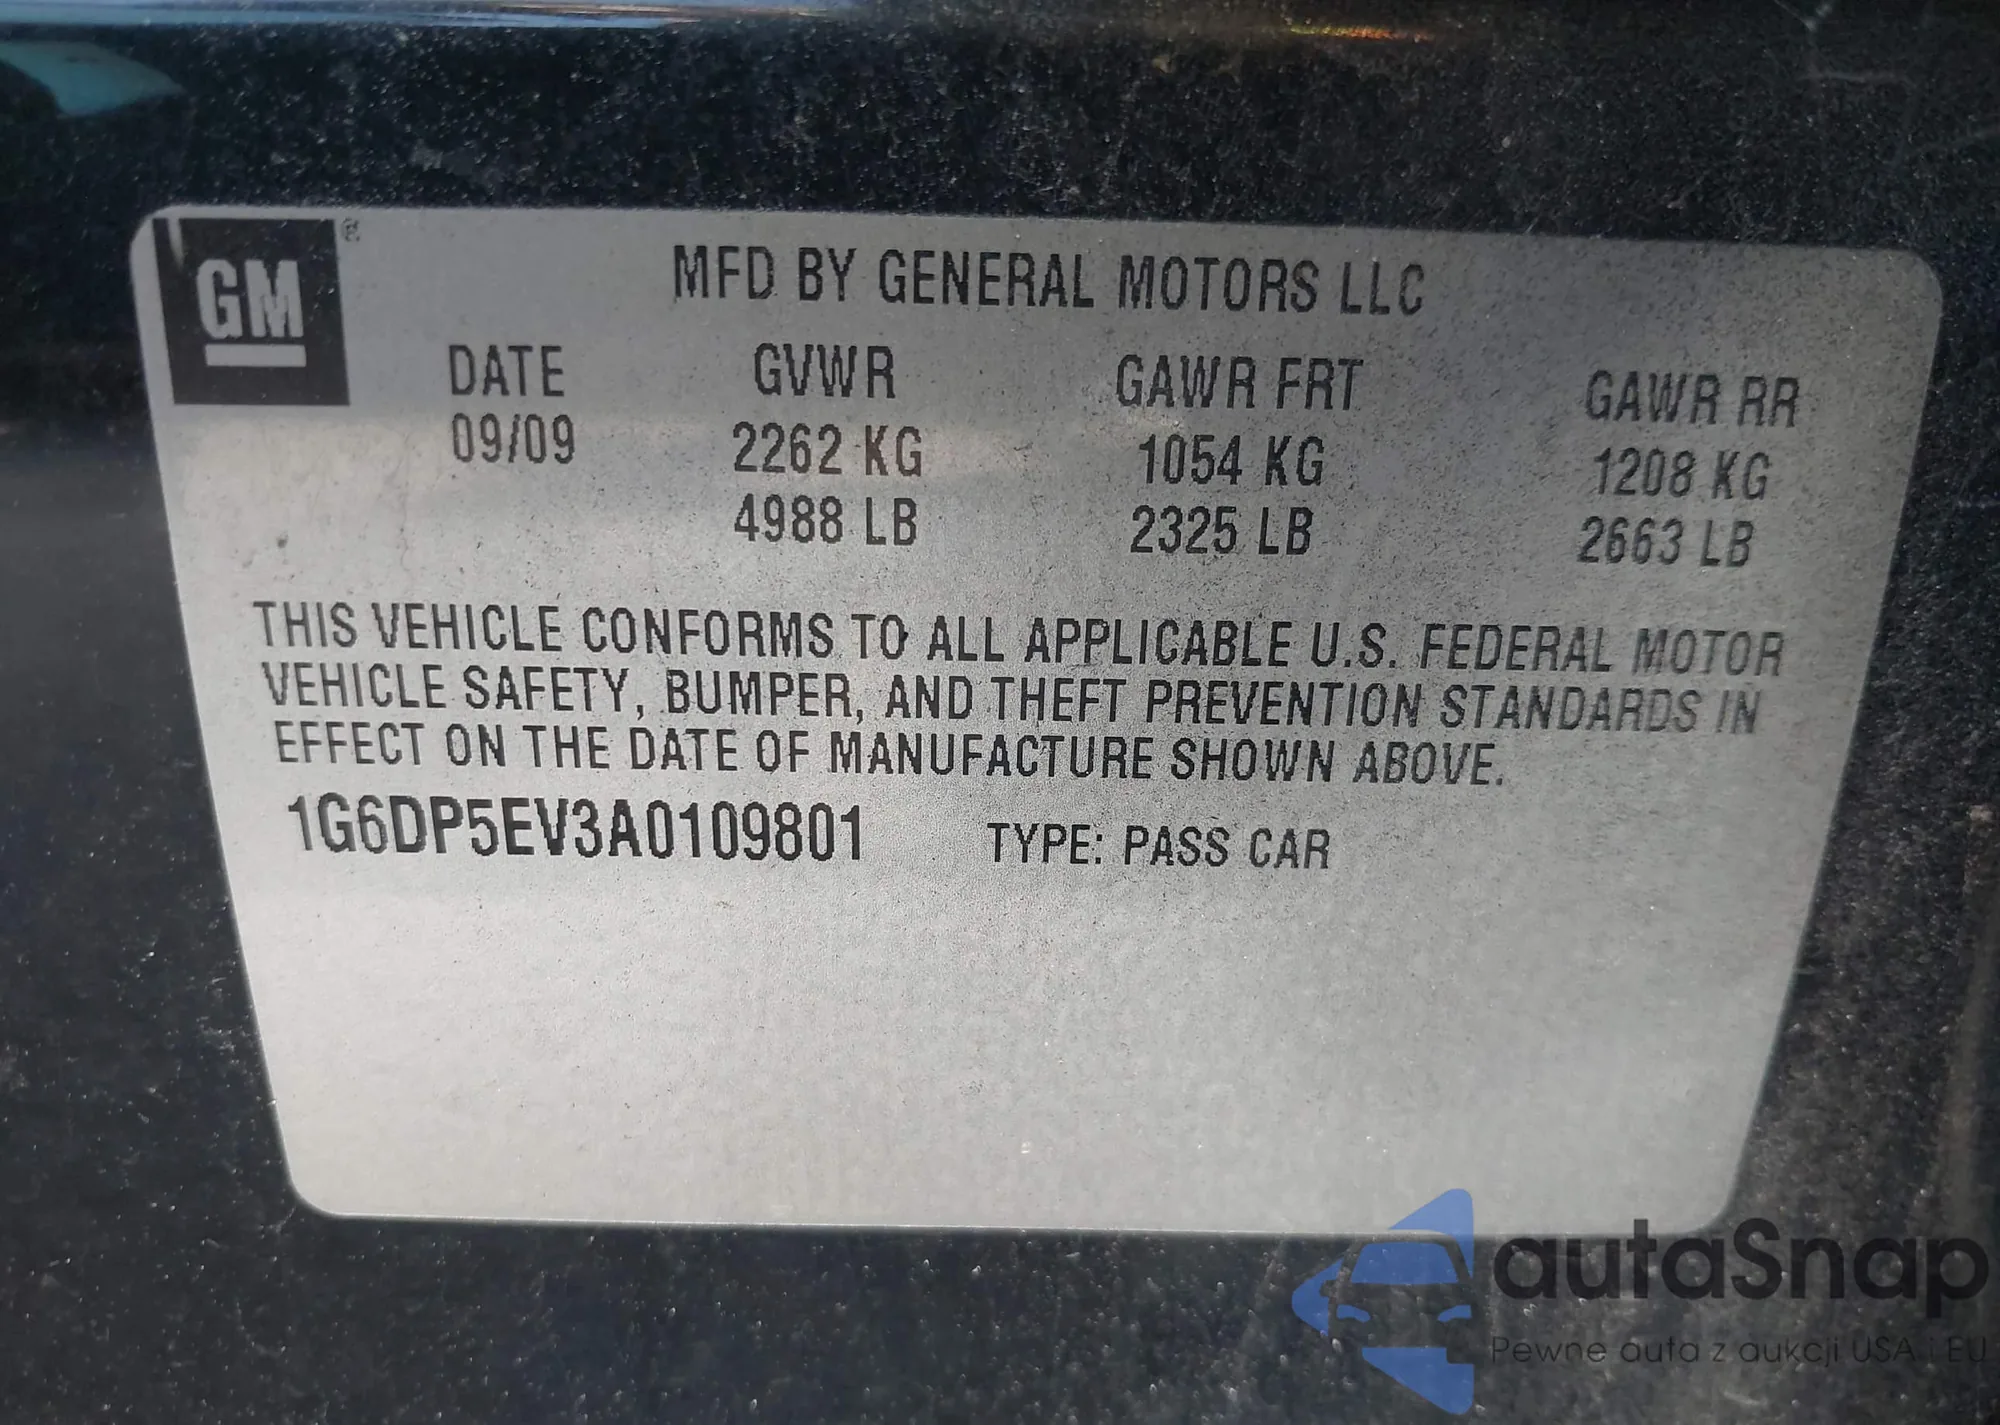 GM ®
MFD BY GENERAL MOTORS LLC
DATE GVWR GAWR FRT GAWR RR
09/09 2262 KG 1054 KG 1208 KG
4988 LB 2325 LB 2663 LB
THIS VEHICLE CONFORMS TO ALL APPLICABLE U.S. FEDERAL MOTOR
VEHICLE SAFETY, BUMPER, AND THEFT PREVENTION STANDARDS IN
EFFECT ON THE DATE OF MANUFACTURE SHOWN ABOVE.
1G6DP5EV3A0109801 TYPE: PASS CAR
autaSnap
Pewne auta z aukcji USA i EU